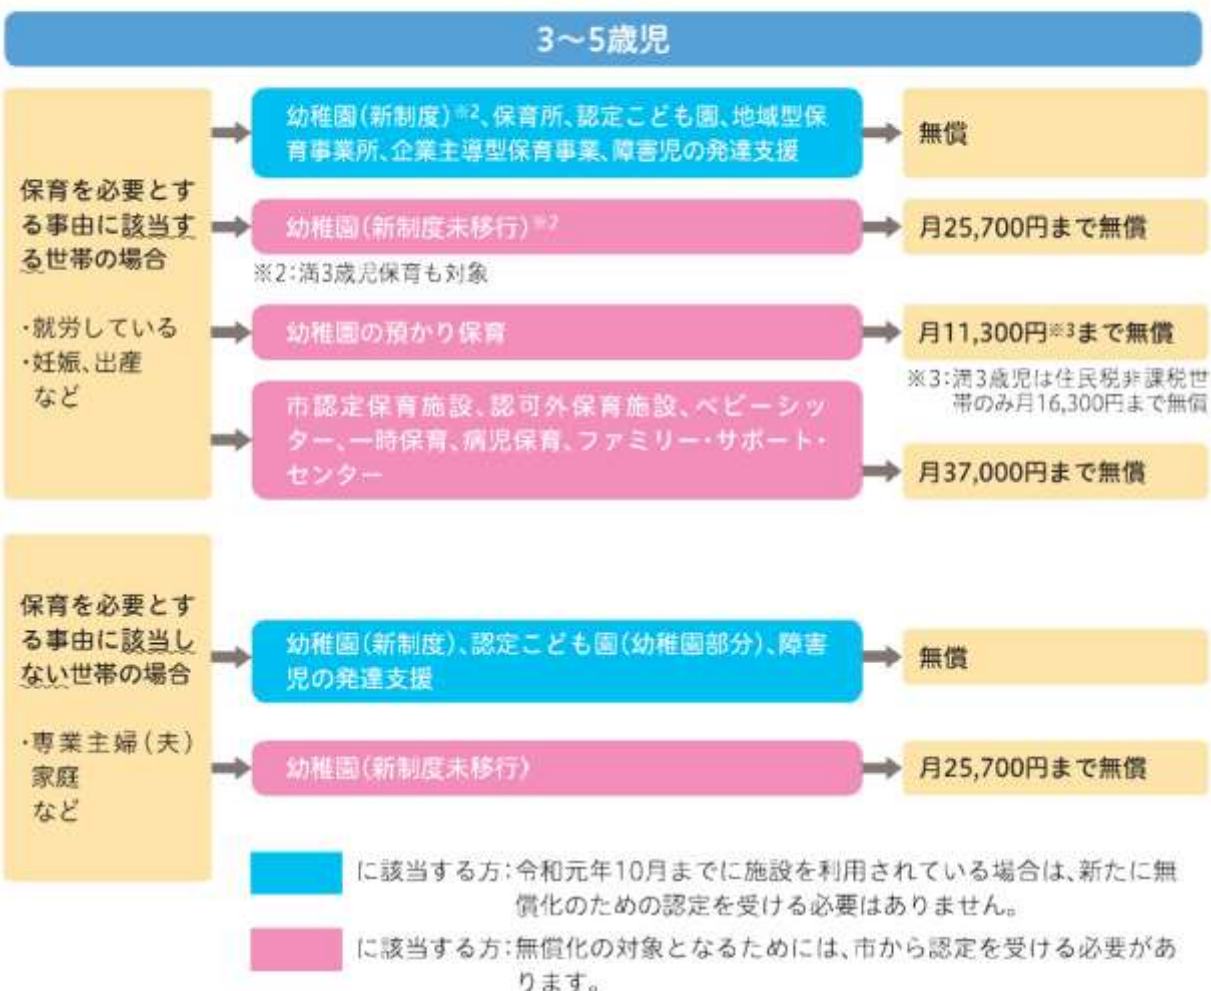 3～5歳児
保育を必要とす
る事由に該当す
る世帯の場合
・就労している
・妊娠、出産
など
幼稚園(新制度)※2、保育所、認定こども園、地域型保
育事業所、企業主導型保育事業、障害児の発達支援
無償
幼稚園(新制度未移行)※2
月25,700円まで無償
※2:満3歳児保育も対象
幼稚園の預かり保育
月11,300円※3まで無償
※3:満3歳児は住民税非課税世
帯のみ月16,300円まで無償
市認定保育施設、認可外保育施設、ベビーシッ
ター、一時保育、病児保育、ファミリー・サポート・
センター
月37,000円まで無償
保育を必要とす
る事由に該当し
ない世帯の場合
・専業主婦(夫)
家庭
など
幼稚園(新制度)、認定こども園(幼稚園部分)、障害
児の発達支援
無償
幼稚園(新制度未移行)
月25,700円まで無償
に該当する方:令和元年10月までに施設を利用されている場合は、新たに無
償化のための認定を受ける必要はありません。
に該当する方:無償化の対象となるためには、市から認定を受ける必要があ
ります。